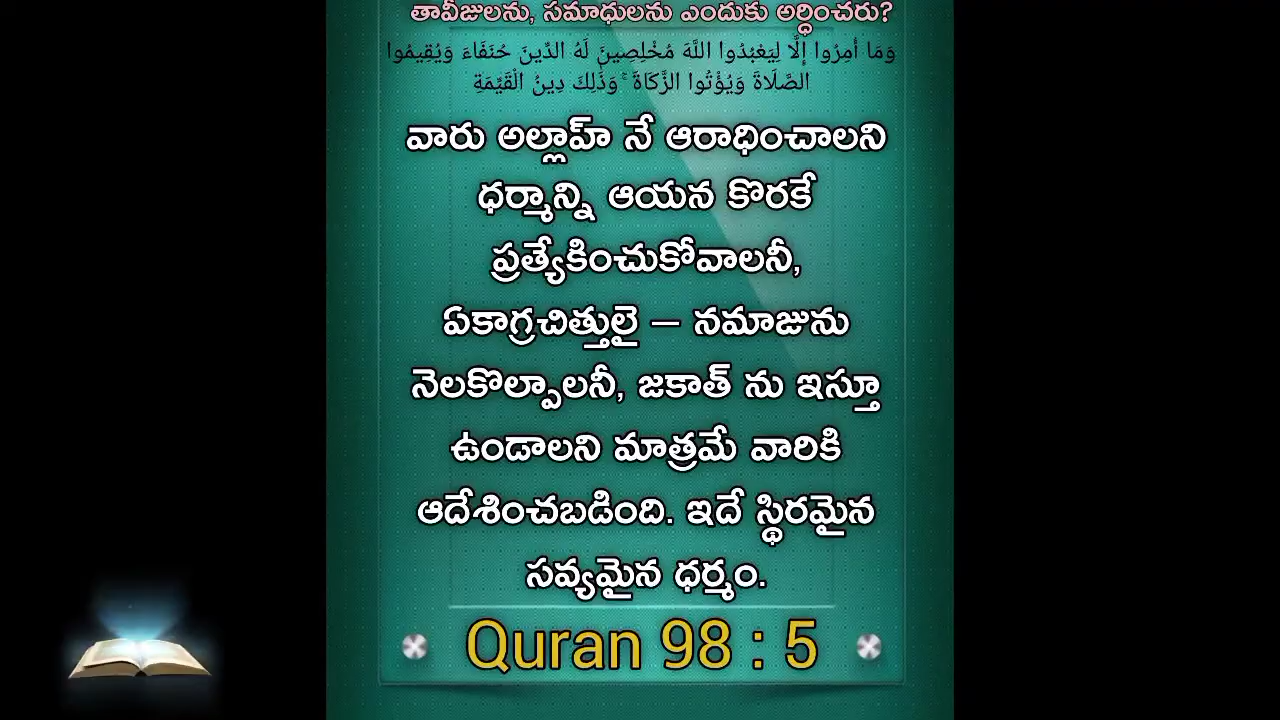 తావీజులను, సమాధులను ఎందుకు అర్ధించరు?
وَمَا أُمِرُوا إِلَّا لِيَعْبُدُوا اللَّهَ مُخْلِصِينَ لَهُ الدِّينَ حُنَفَاءَ وَيُقِيمُوا
الصَّلَاةَ وَيُؤْتُوا الزَّكَاةَ ۚ وَذَٰلِكَ دِينُ الْقَيِّمَةِ
వారు అల్లాహ్ నే ఆరాధించాలని
ధర్మాన్ని ఆయన కొరకే
ప్రత్యేకించుకోవాలనీ,
ఏకాగ్రచిత్తులై – నమాజును
నెలకొల్పాలనీ, జకాత్ ను ఇస్తూ
ఉండాలని మాత్రమే వారికి
ఆదేశించబడింది. ఇదే స్థిరమైన
సవ్యమైన ధర్మం.
Quran 98 : 5